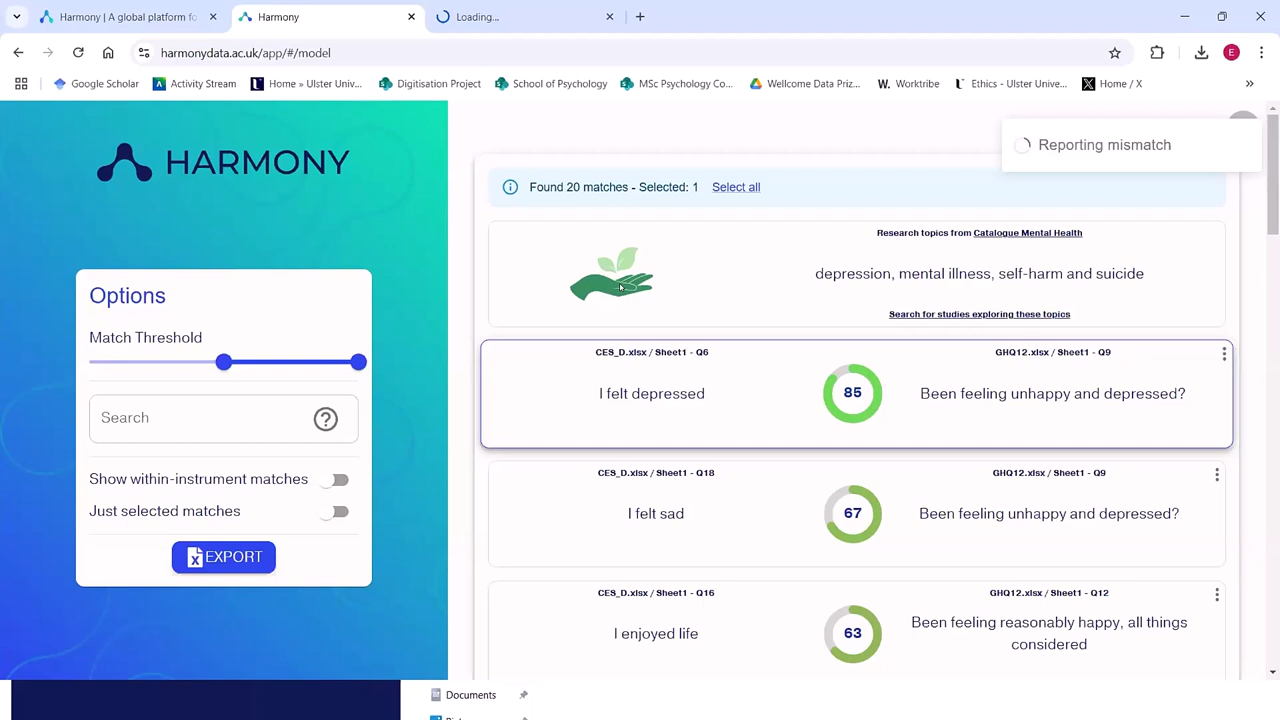 Harmony | A global platform fo
Harmony
Loading...
harmonydata.ac.uk/app/#/model
E
Google Scholar
Activity Stream
Home » Ulster Univ...
Digitisation Project
School of Psychology
MSc Psychology Co...
Wellcome Data Priz...
Worktribe
Ethics - Ulster Unive...
Home / X
»
HARMONY
Reporting mismatch
Found 20 matches - Selected: 1 Select all
Research topics from Catalogue Mental Health
depression, mental illness, self-harm and suicide
Search for studies exploring these topics
Options
Match Threshold
Search
?
Show within-instrument matches
Just selected matches
EXPORT
CES_D.xlsx / Sheet1 - Q6
GHQ12.xlsx / Sheet1 - Q9
I felt depressed
85
Been feeling unhappy and depressed?
CES_D.xlsx / Sheet1 - Q18
GHQ12.xlsx / Sheet1 - Q9
I felt sad
67
Been feeling unhappy and depressed?
CES_D.xlsx / Sheet1 - Q16
GHQ12.xlsx / Sheet1 - Q12
I enjoyed life
63
Been feeling reasonably happy, all things
considered
Documents